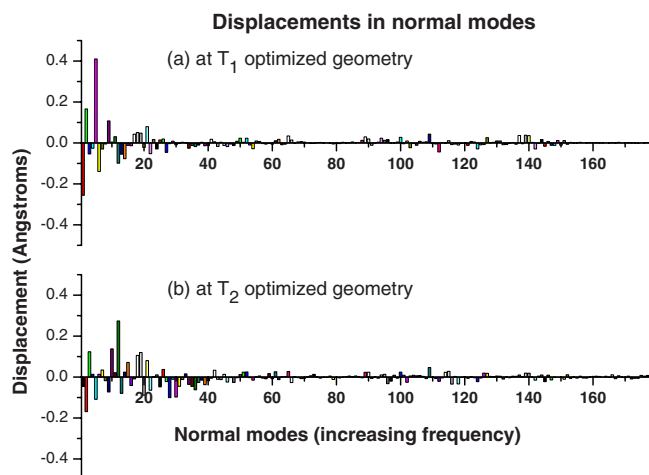 Displacements in normal modes
(a) at T1 optimized geometry
0.4
0.2
0.0
-0.2
-0.4
20 40 60 80 100 120 140 160
Displacement (Angstroms)
(b) at T2 optimized geometry
0.4
0.2
0.0
-0.2
-0.4
20 40 60 80 100 120 140 160
Normal modes (increasing frequency)